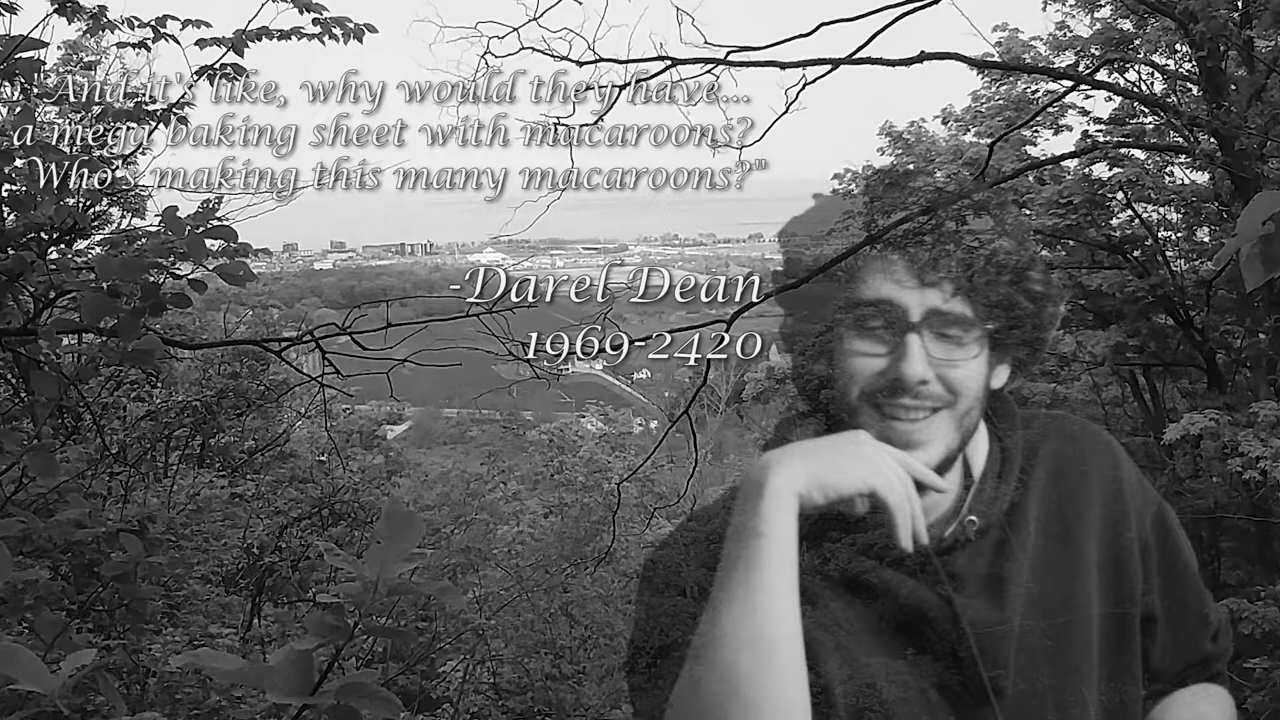 "And it's like, why would they have...
a mega baking sheet with macaroons?
Who's making this many macaroons?"
-Darel Dean
1969-2420